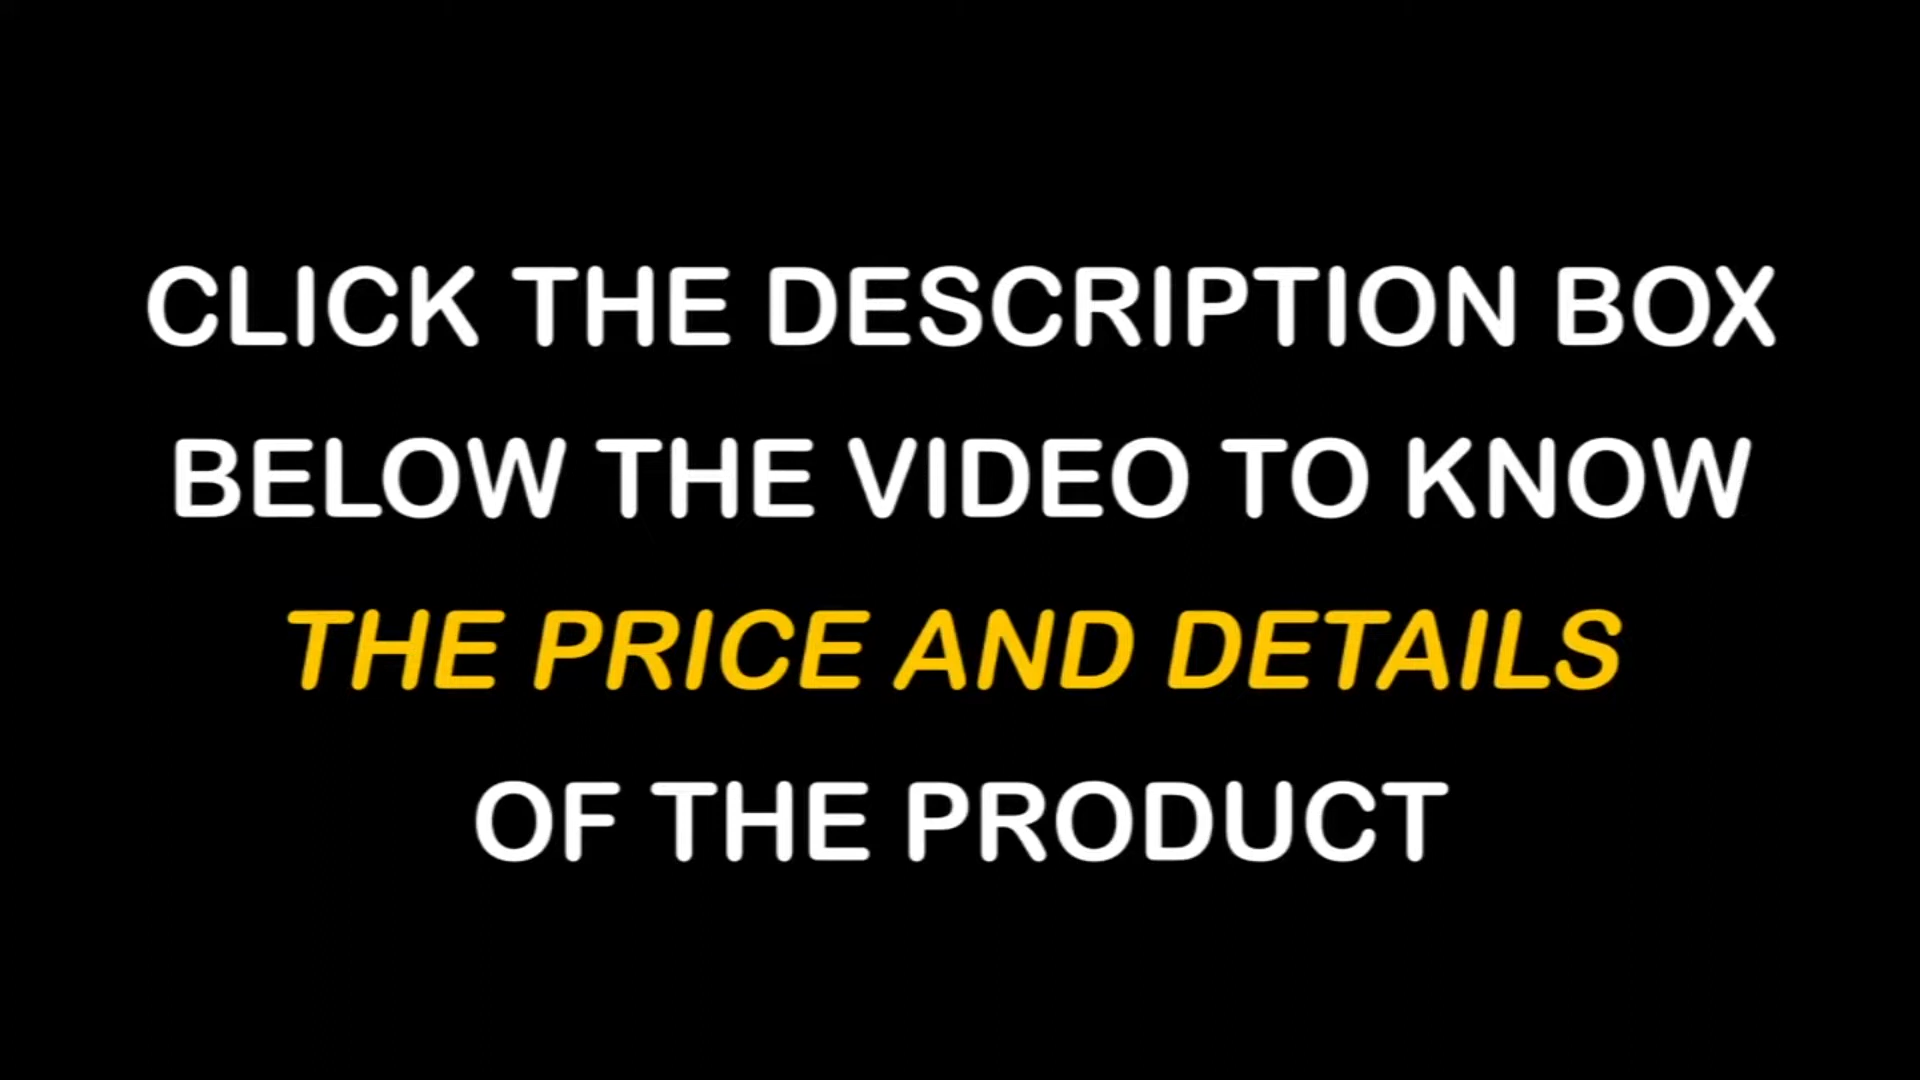 CLICK THE DESCRIPTION BOX
BELOW THE VIDEO TO KNOW
THE PRICE AND DETAILS
OF THE PRODUCT